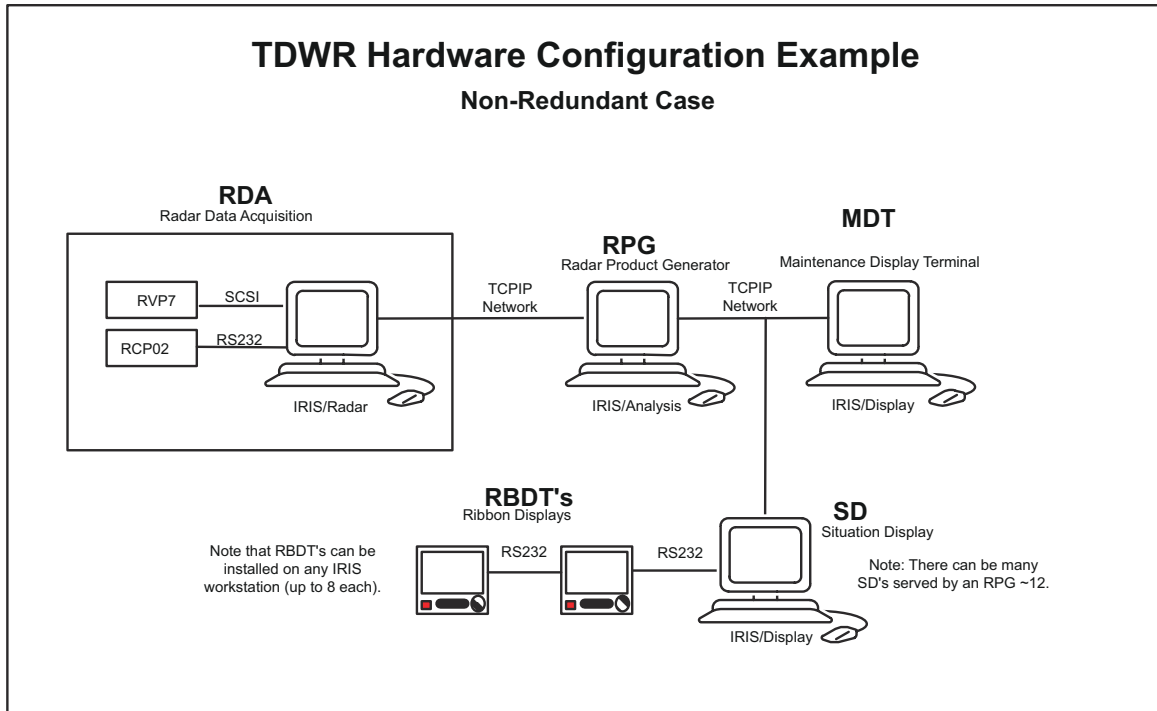 TDWR Hardware Configuration Example
Non-Redundant Case
RDA
Radar Data Acquisition
RVP7
SCSI
RCP02
RS232
IRIS/Radar
TCPIP
Network
RPG
Radar Product Generator
IRIS/Analysis
TCPIP
Network
MDT
Maintenance Display Terminal
IRIS/Display
RBDT's
Ribbon Displays
Note that RBDT's can be
installed on any IRIS
workstation (up to 8 each).
RS232
RS232
SD
Situation Display
Note: There can be many
SD's served by an RPG ~12.
IRIS/Display